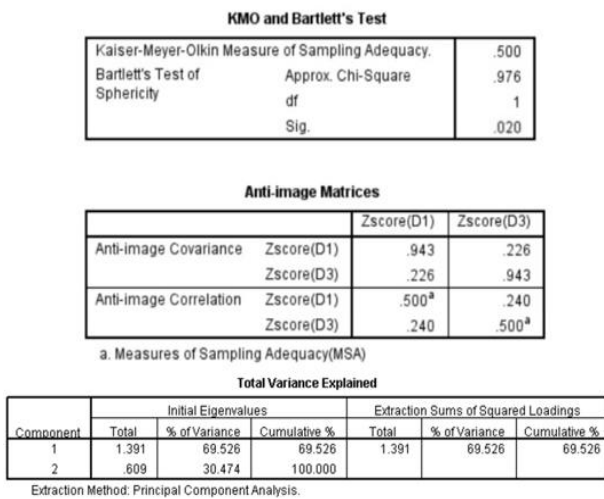 KMO and Bartlett's Test
Kaiser-Meyer-Olkin Measure of Sampling Adequacy. .500
Bartlett's Test of Sphericity Approx. Chi-Square .976
df 1
Sig. .020
Anti-image Matrices
Zscore(D1) Zscore(D3)
Anti-image Covariance Zscore(D1) .943 .226
Zscore(D3) .226 .943
Anti-image Correlation Zscore(D1) .500a .240
Zscore(D3) .240 .500a
a. Measures of Sampling Adequacy(MSA)
Total Variance Explained
Component Initial Eigenvalues Extraction Sums of Squared Loadings
Total % of Variance Cumulative % Total % of Variance Cumulative %
1 1.391 69.526 69.526 1.391 69.526 69.526
2 .609 30.474 100.000
Extraction Method: Principal Component Analysis.